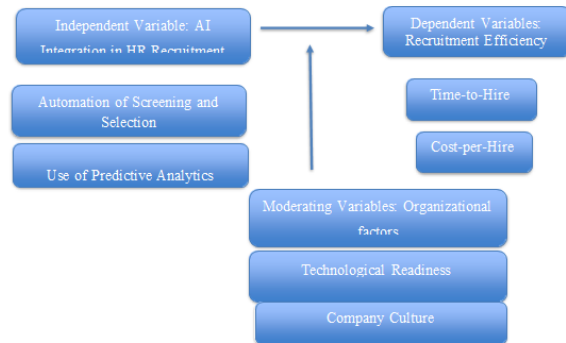 Independent Variable: AI
Integration in HR Recruitment
Dependent Variables:
Recruitment Efficiency
Automation of Screening and
Selection
Use of Predictive Analytics
Time-to-Hire
Cost-per-Hire
Moderating Variables: Organizational
factors
Technological Readiness
Company Culture